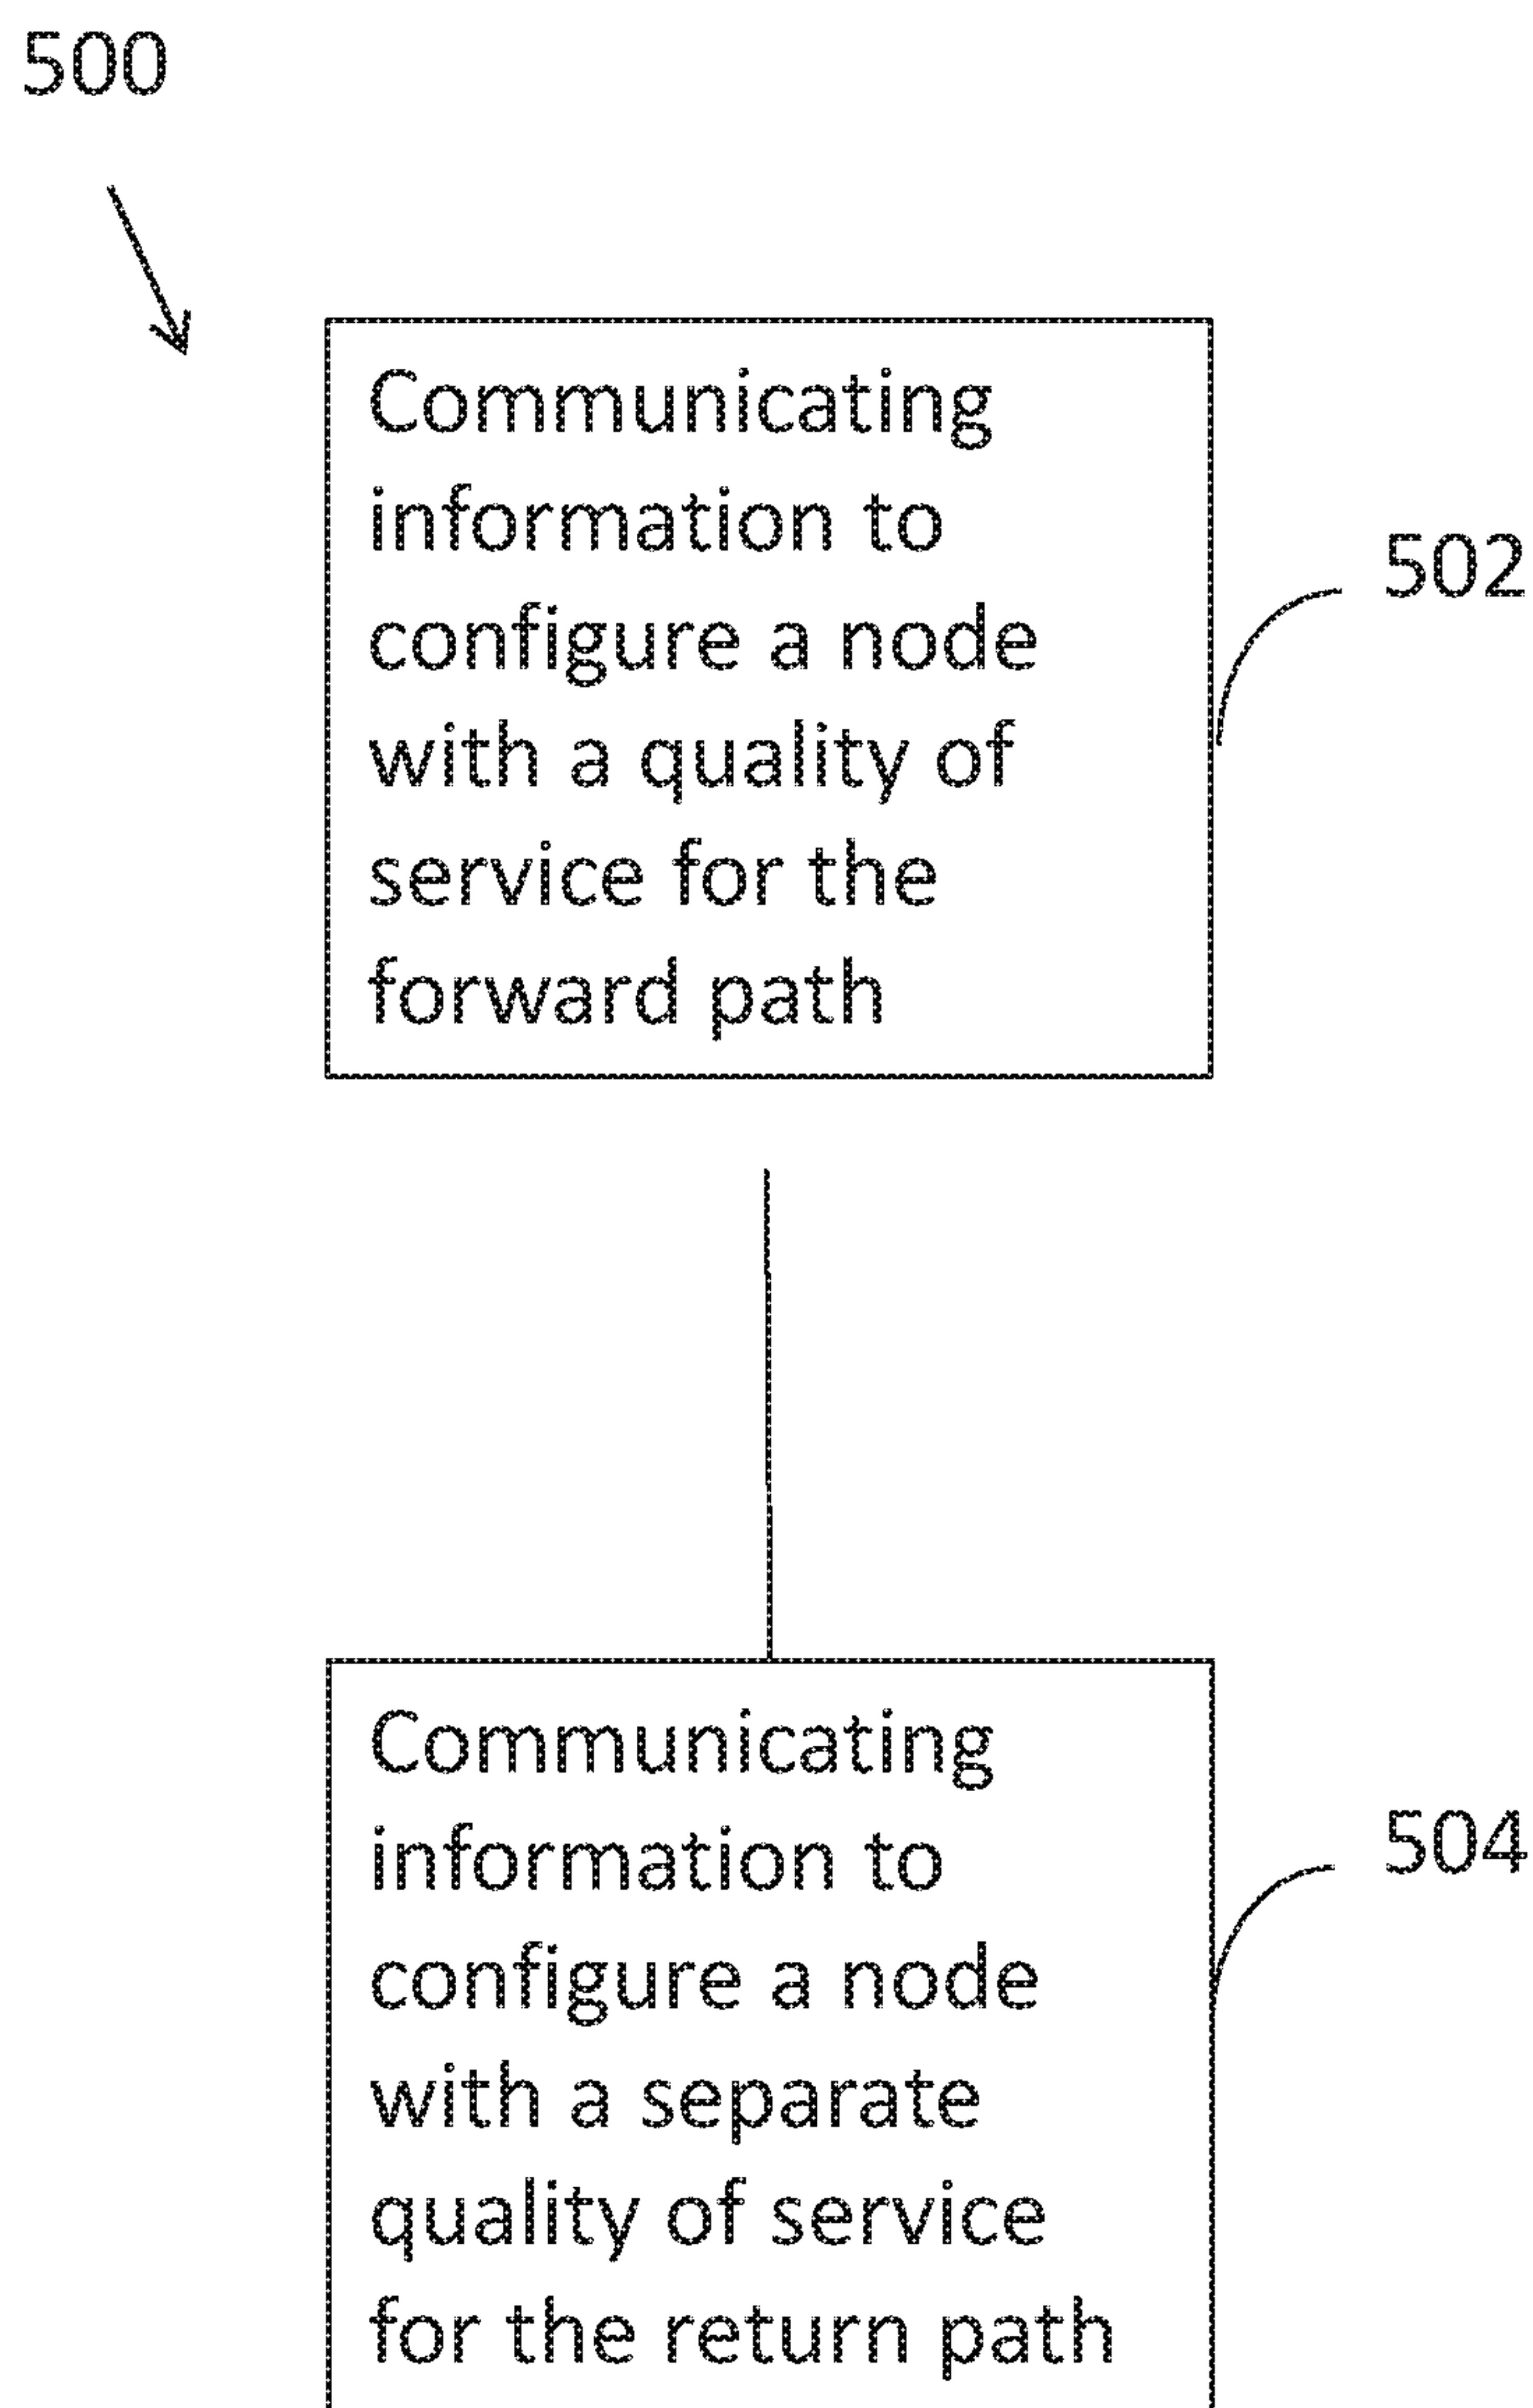 500
Communicating
information to
configure a node
with a quality of
service for the
forward path
502
Communicating
information to
configure a node
with a separate
quality of service
for the return path
504